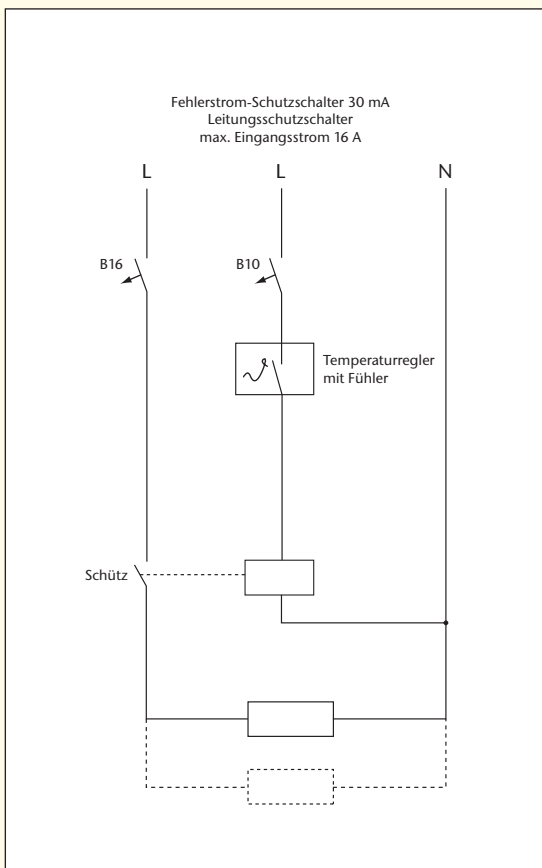 Fehlerstrom-Schutzschalter 30 mA
Leitungsschutzschalter
max. Eingangsstrom 16 A
L L N
B16 B10
Temperaturregler
mit Fühler
Schütz